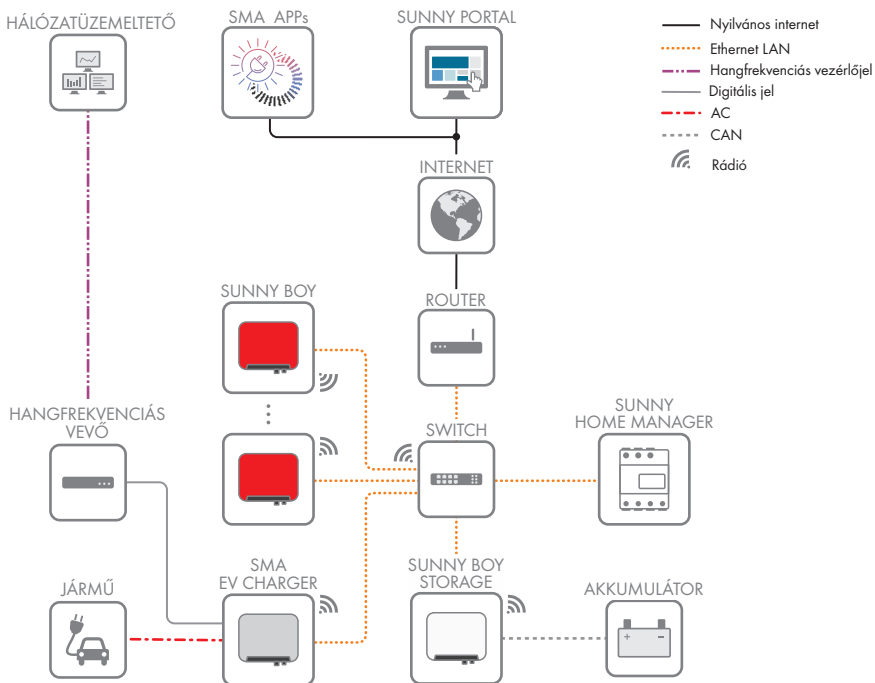 HÁLÓZATÜZEMELTETŐ
SMA APPs
SUNNY PORTAL
Nyilvános internet
Ethernet LAN
Hangfrekvenciás vezérlőjel
Digitális jel
AC
CAN
Rádió
INTERNET
SUNNY BOY
ROUTER
HANGFREKVENCIÁS
VEVŐ
SWITCH
SUNNY
HOME MANAGER
JÁRMŰ
SMA
EV CHARGER
SUNNY BOY
STORAGE
AKKUMULÁTOR